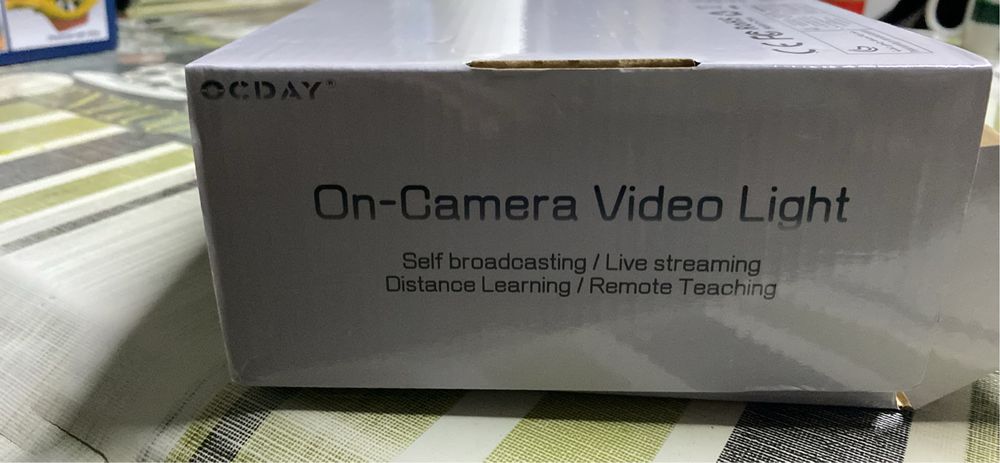 OCDAY®
On-Camera Video Light
Self broadcasting / Live streaming
Distance Learning / Remote Teaching